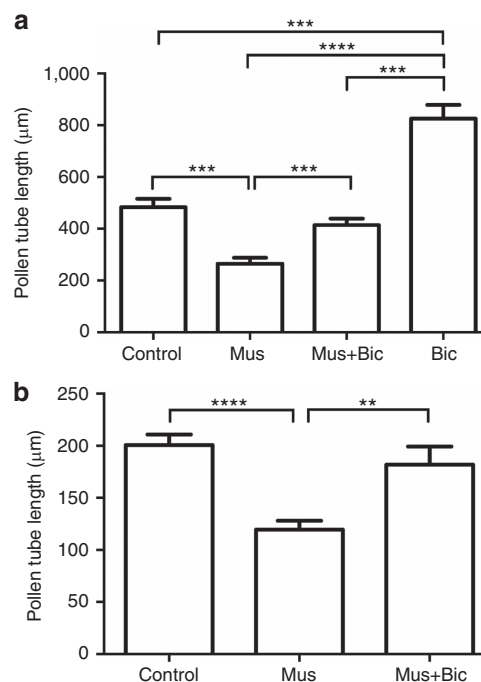 a
***
****
***
1,000
800
600
400
200
0
Pollen tube length (μm)
*** ***
Control Mus Mus+Bic Bic
b
250
200
150
100
50
0
Pollen tube length (μm)
**** **
Control Mus Mus+Bic